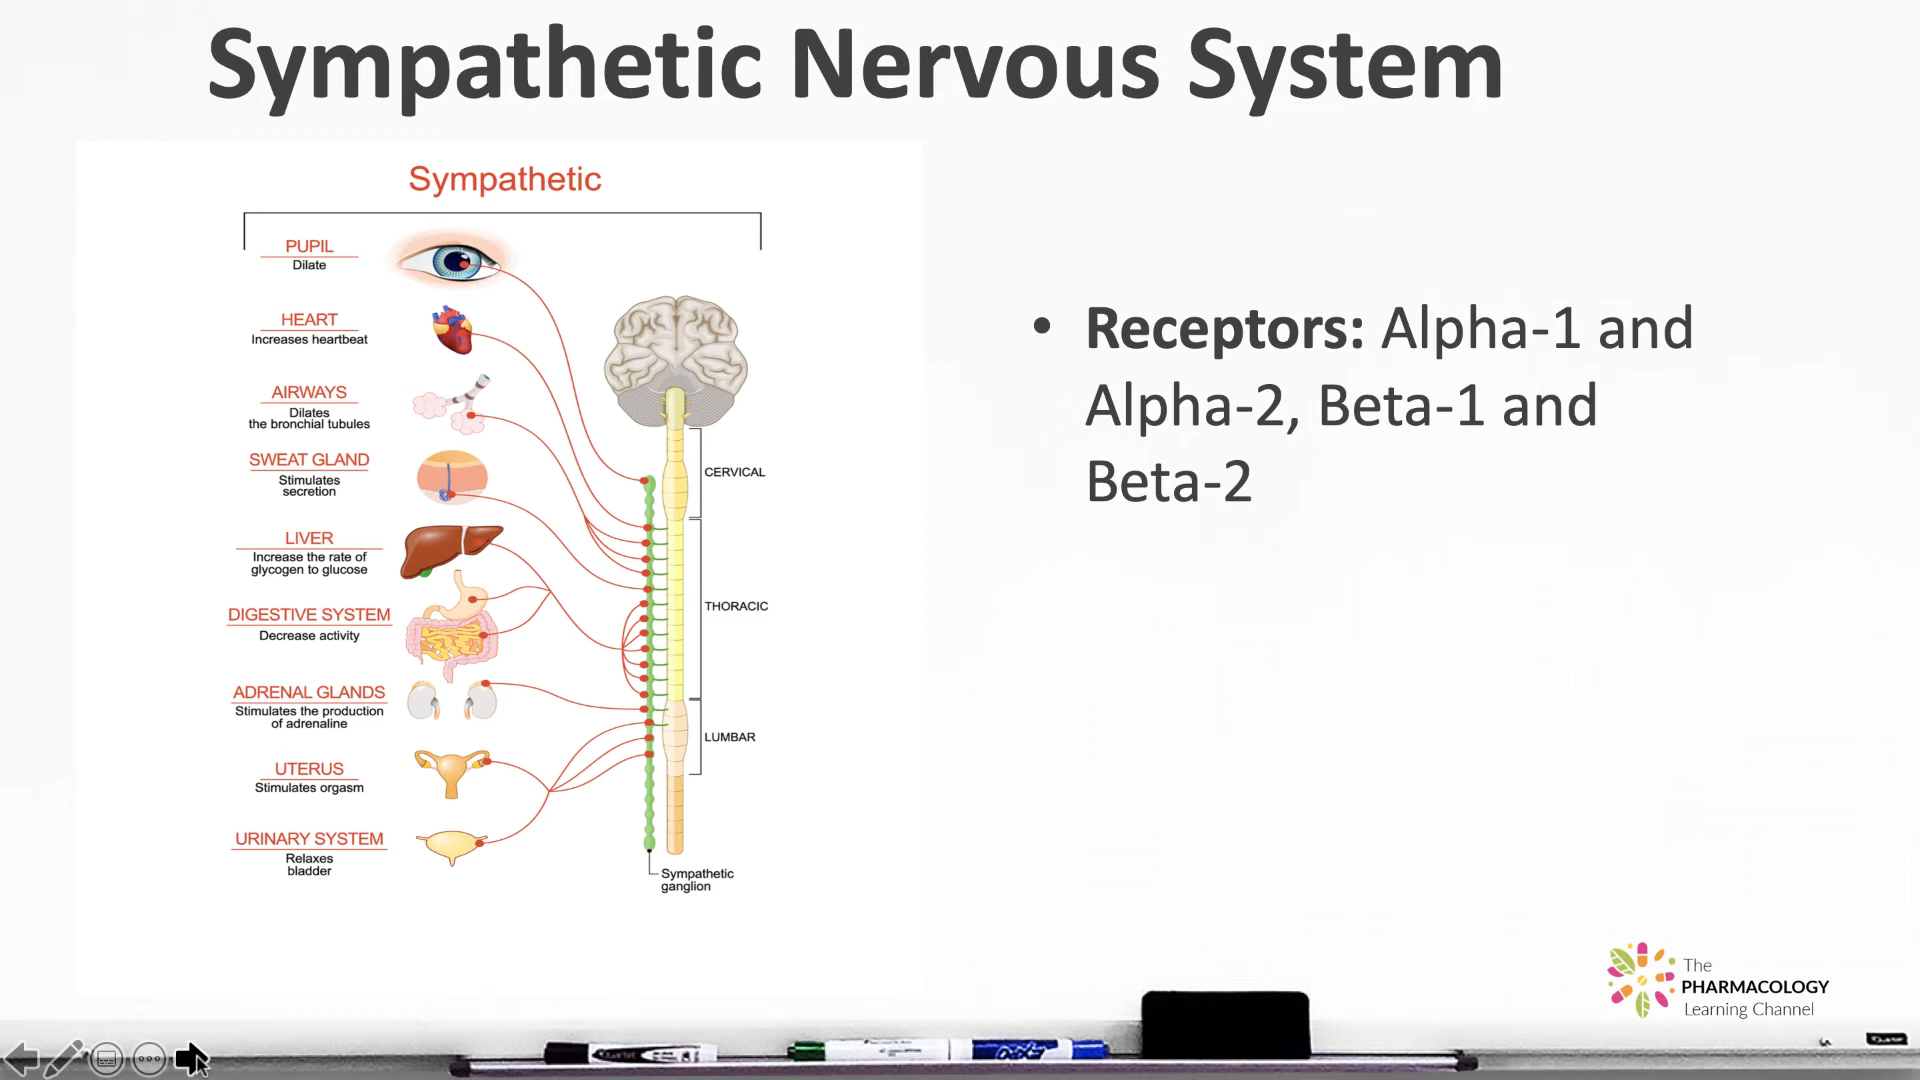 Sympathetic Nervous System
Sympathetic
PUPIL
Dilate
HEART
Increases heartbeat
AIRWAYS
Dilates
the bronchial tubules
SWEAT GLAND
Stimulates
secretion
LIVER
Increase the rate of
glycogen to glucose
DIGESTIVE SYSTEM
Decrease activity
ADRENAL GLANDS
Stimulates the production
of adrenaline
UTERUS
Stimulates orgasm
URINARY SYSTEM
Relaxes
bladder
CERVICAL
THORACIC
LUMBAR
Sympathetic
ganglion
• Receptors: Alpha-1 and
Alpha-2, Beta-1 and
Beta-2
The
PHARMACOLOGY
Learning Channel